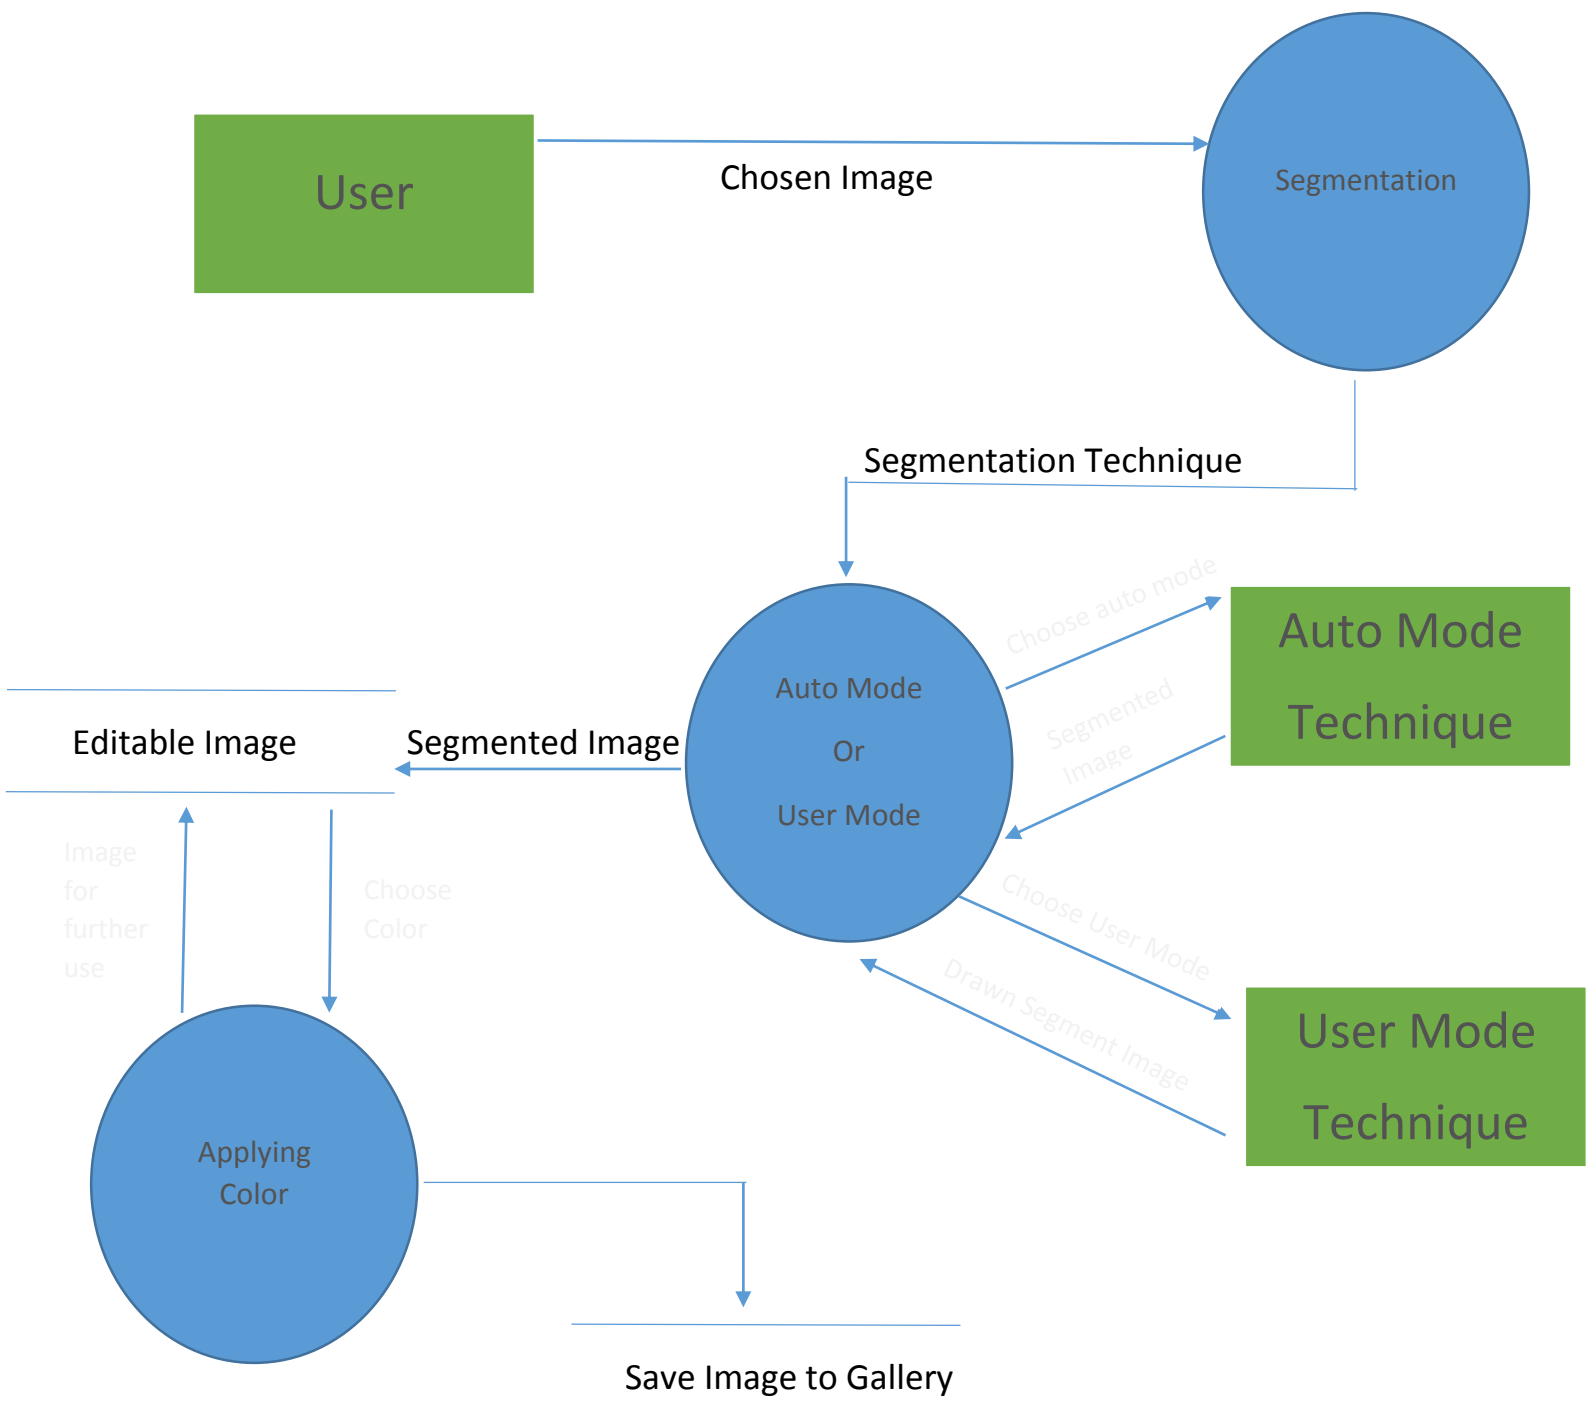 User
Chosen Image
Segmentation
Segmentation Technique
Choose auto mode
Auto Mode
Technique
Segmented
Image
Auto Mode
Or
User Mode
Editable Image
Segmented Image
Image
for
further
use
Choose
Color
Choose User Mode
Drawn Segment Image
User Mode
Technique
Applying
Color
Save Image to Gallery